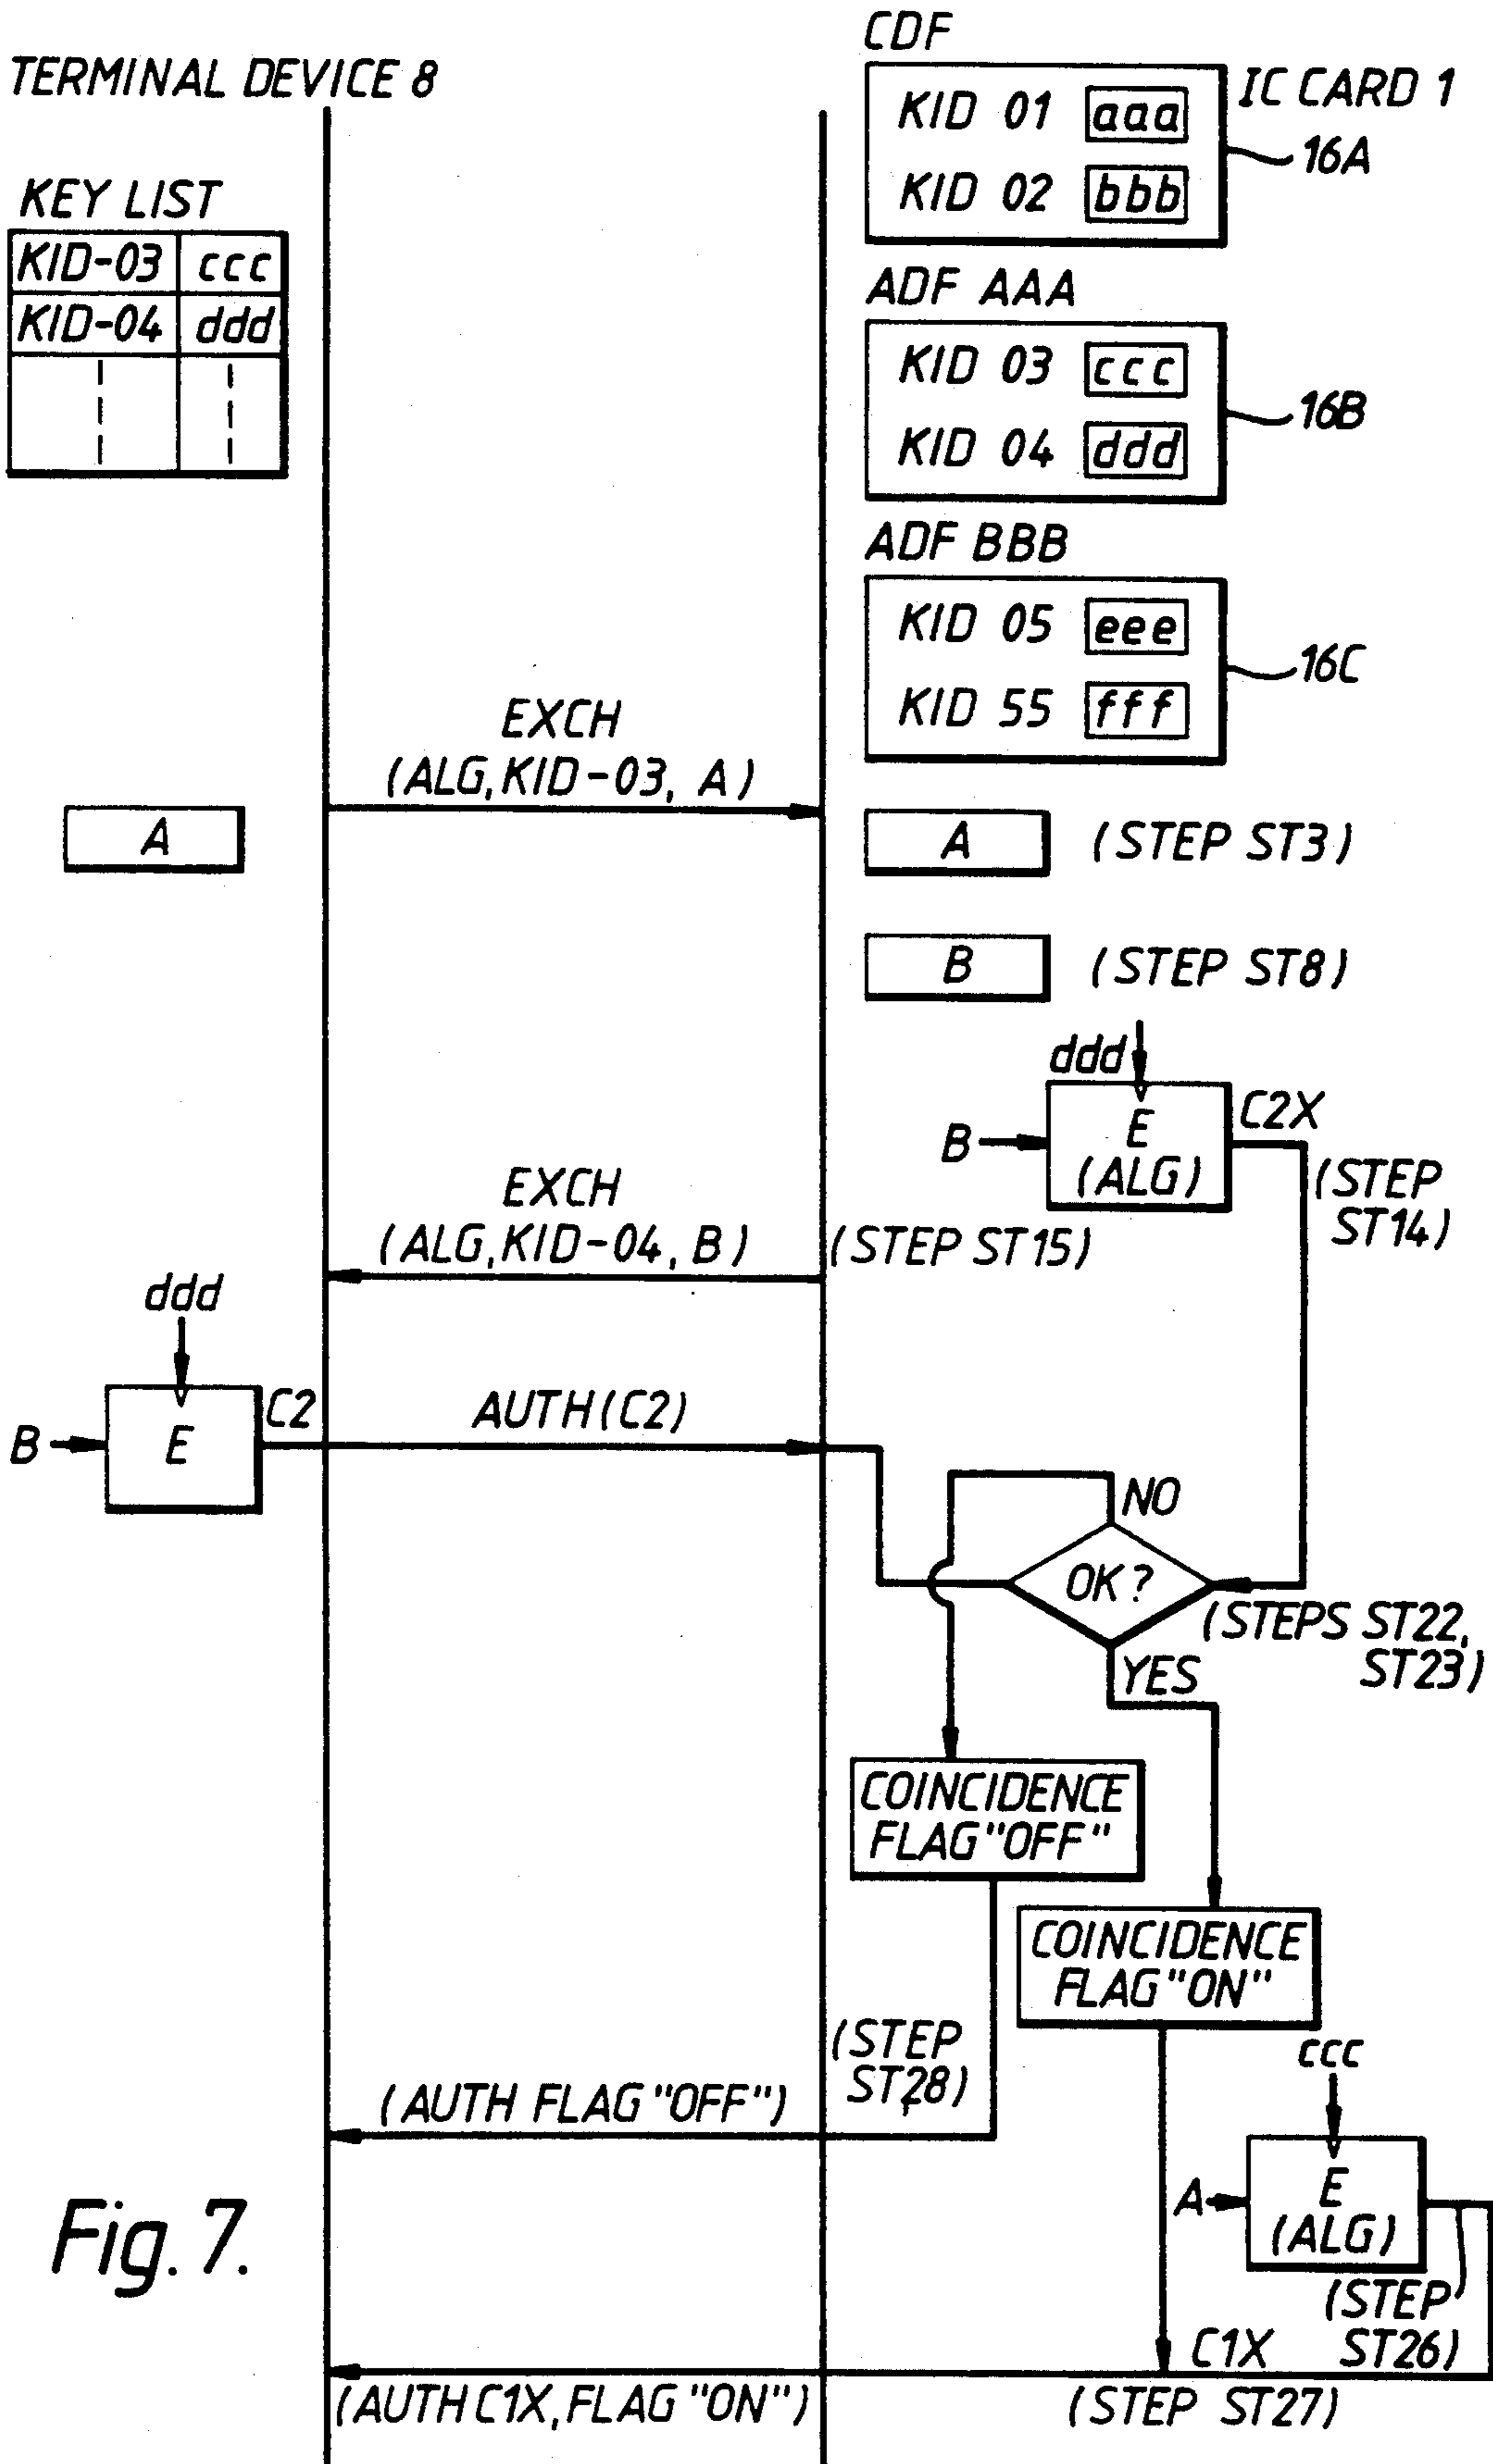 TERMINAL DEVICE 8
CDF
IC CARD 1
KID 01 aaa
16A
KID 02 bbb
KEY LIST
KID-03 ccc
KID-04 ddd
ADF AAA
KID 03 ccc
16B
KID 04 ddd
ADF BBB
KID 05 eee
16C
KID 55 fff
EXCH
(ALG, KID-03, A)
A
A (STEP ST3)
B (STEP ST8)
ddd
B
E
(ALG)
C2X
(STEP
ST14)
EXCH
(ALG, KID-04, B)
(STEP ST15)
ddd
B
E
C2
AUTH(C2)
NO
OK?
(STEPS ST22,
ST23)
YES
COINCIDENCE
FLAG "OFF"
COINCIDENCE
FLAG "ON"
(STEP
ST28)
(AUTH FLAG "OFF")
ccc
A
E
(ALG)
(STEP
ST26)
C1X
(AUTH C1X, FLAG "ON")
(STEP ST27)
Fig. 7.